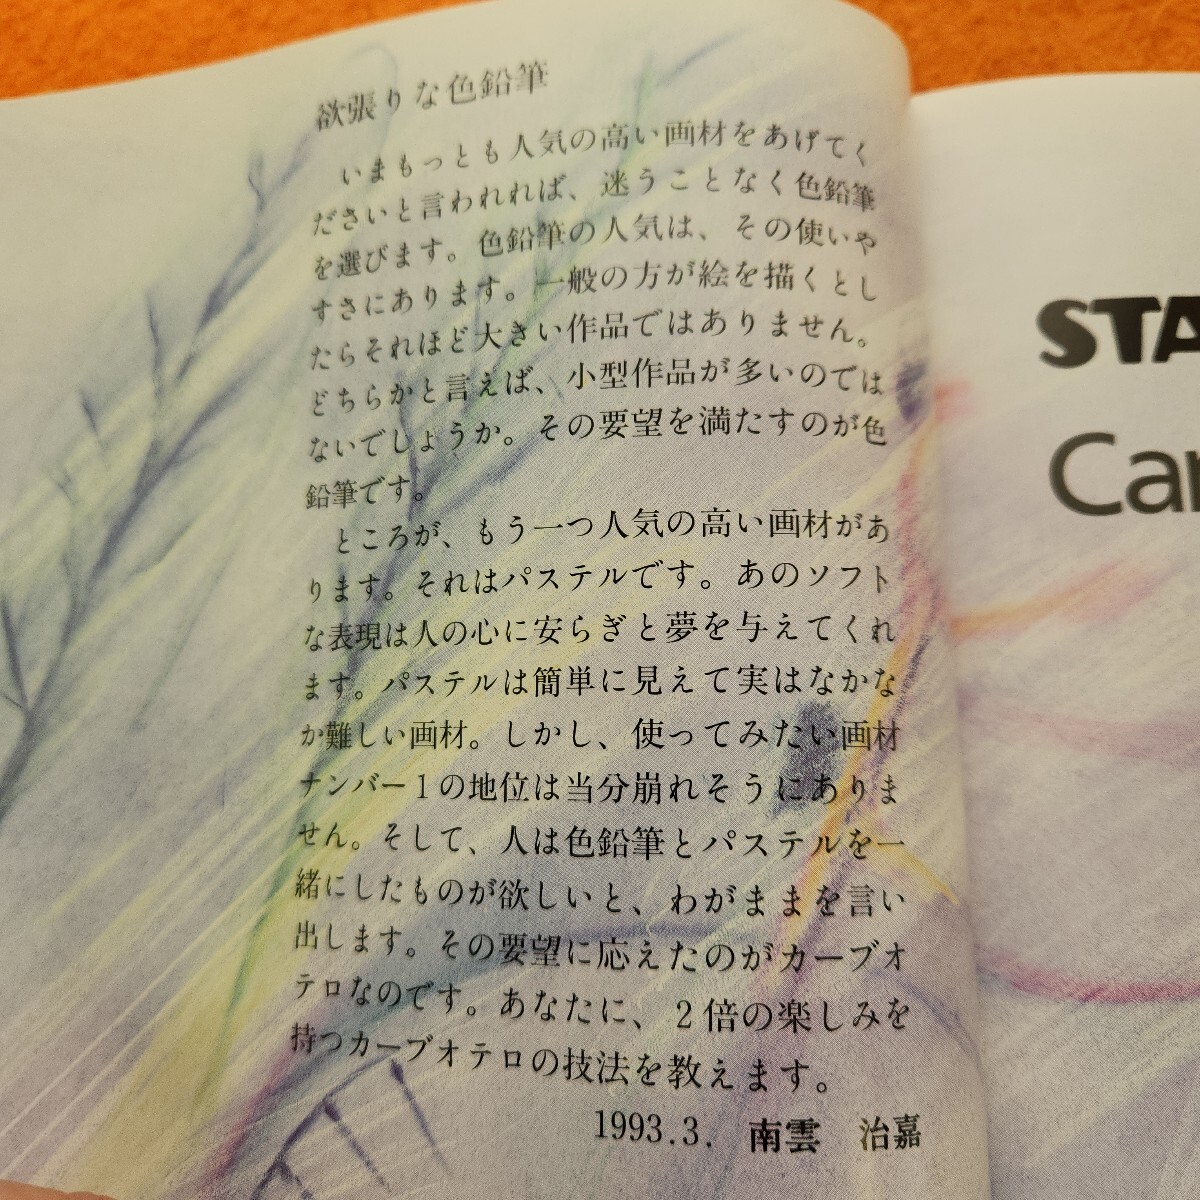 欲張りな色鉛筆
いまもっとも人気の高い画材をあげてく
ださいと言われれば、迷うことなく色鉛筆
を選びます。色鉛筆の人気は、その使いや
すさにあります。一般の方が絵を描くとし
たらそれほど大きい作品ではありません。
どちらかと言えば、小型作品が多いのでは
ないでしょうか。その要望を満たすのが色
鉛筆です。
ところが、もう一つ人気の高い画材があ
ります。それはパステルです。あのソフト
な表現は人の心に安らぎと夢を与えてくれ
ます。パステルは簡単に見えて実はなかな
か難しい画材。しかし、使ってみたい画材
ナンバー1の地位は当分崩れそうにありま
せん。そして、人は色鉛筆とパステルを一
緒にしたものが欲しいと、わがままを言い
出します。その要望に応えたのがカーブオ
テロなのです。あなたに、2倍の楽しみを
持つカーブオテロの技法を教えます。
1993.3. 南雲 治嘉
STA
Car